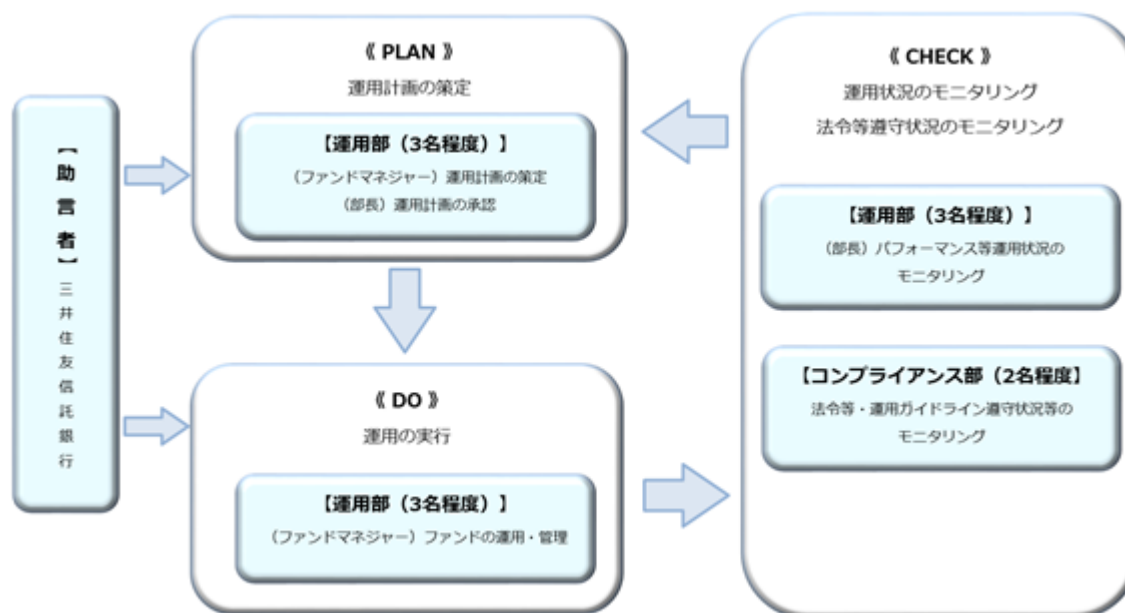 【助言者】三井住友信託銀行
《 PLAN 》
運用計画の策定
【運用部（3名程度）】
（ファンドマネジャー）運用計画の策定
（部長）運用計画の承認
《 DO 》
運用の実行
【運用部（3名程度）】
（ファンドマネジャー）ファンドの運用・管理
《 CHECK 》
運用状況のモニタリング
法令等遵守状況のモニタリング
【運用部（3名程度）】
（部長）パフォーマンス等運用状況の
モニタリング
【コンプライアンス部（2名程度】
法令等・運用ガイドライン遵守状況等の
モニタリング